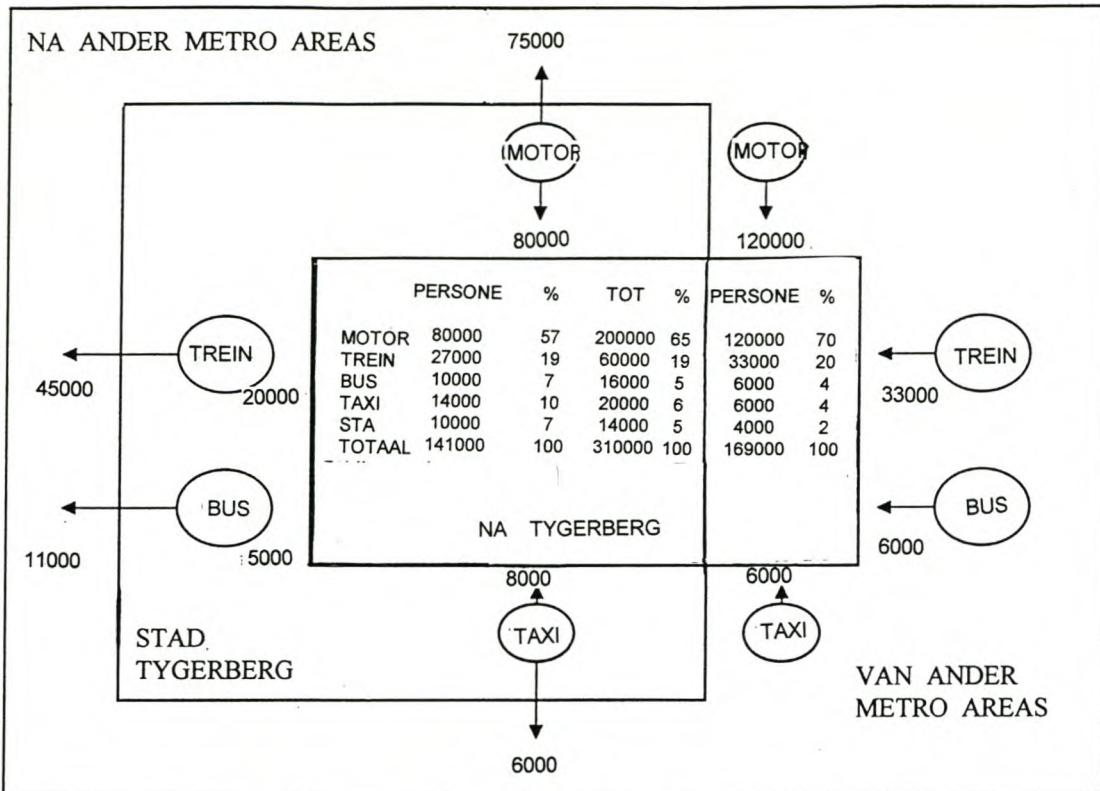 NA ANDER METRO AREAS
75000
MOTOR MOTOR
80000 120000
PERSONE % TOT % PERSONE %
MOTOR 80000 57 200000 65 120000 70
TREIN 27000 19 60000 19 33000 20
BUS 10000 7 16000 5 6000 4
TAXI 14000 10 20000 6 6000 4
STA 10000 7 14000 5 4000 2
TOTAAL 141000 100 310000 100 169000 100
TREIN
45000
20000
TREIN
33000
BUS
11000
5000
BUS
6000
NA TYGERBERG
8000 6000
TAXI TAXI
STAD
TYGERBERG
VAN ANDER
METRO AREAS
6000